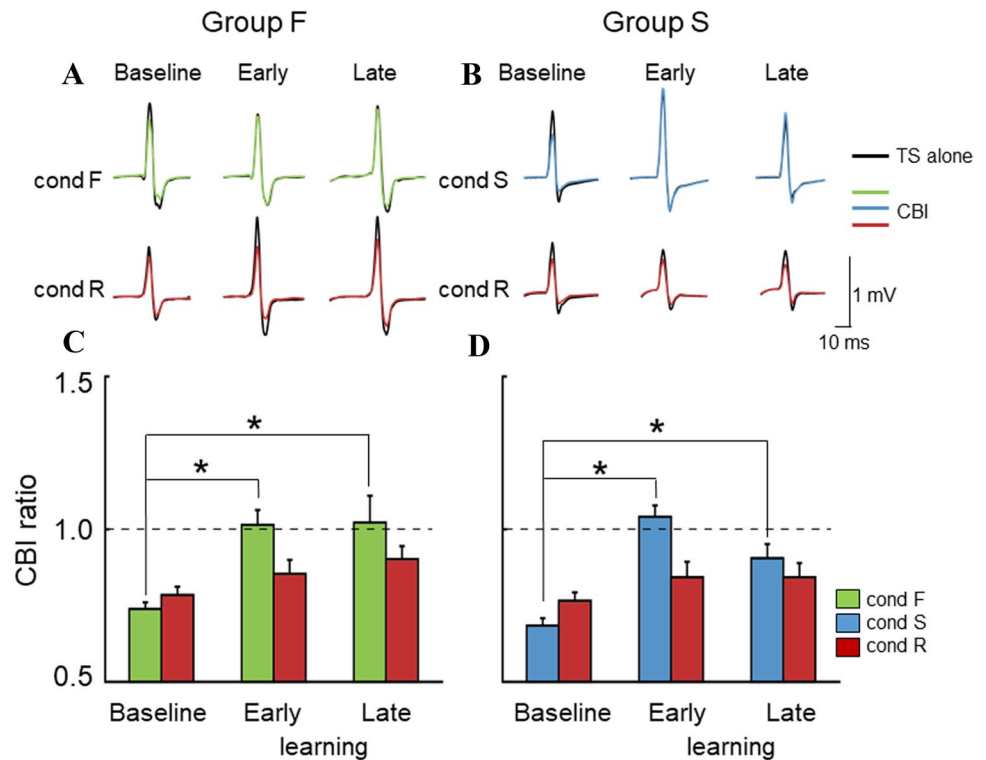 Group F
Group S
A
Baseline
Early
Late
B
Baseline
Early
Late
cond F
cond S
TS alone
CBI
cond R
cond R
1 mV
10 ms
C
D
1.5
*
*
*
*
1.0
CBI ratio
cond F
cond S
cond R
0.5
Baseline
Early
Late
Baseline
Early
Late
learning
learning